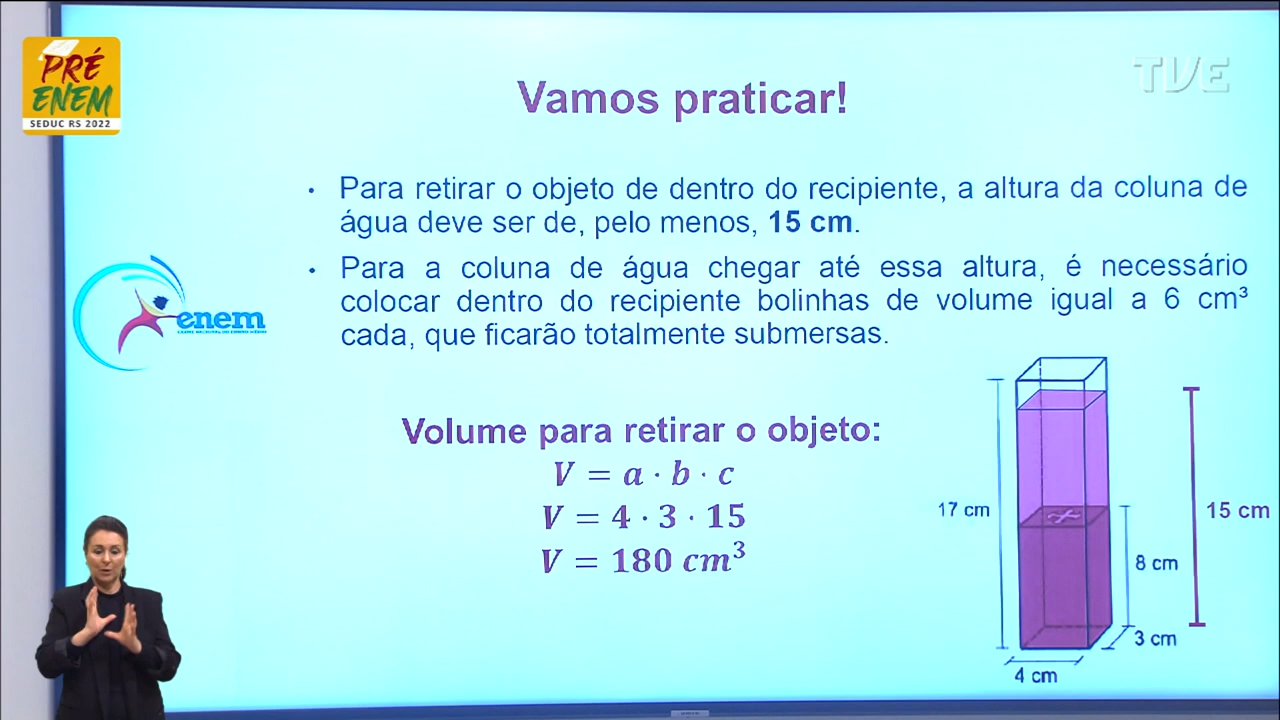 PRÉ
ENEM
SEDUC RS 2022
TVE
Vamos praticar!
• Para retirar o objeto de dentro do recipiente, a altura da coluna de
água deve ser de, pelo menos, 15 cm.
• Para a coluna de água chegar até essa altura, é necessário
colocar dentro do recipiente bolinhas de volume igual a 6 cm³
cada, que ficarão totalmente submersas.
enem
Volume para retirar o objeto:
V = a · b · c
V = 4 · 3 · 15
V = 180 cm³
17 cm
15 cm
8 cm
3 cm
4 cm